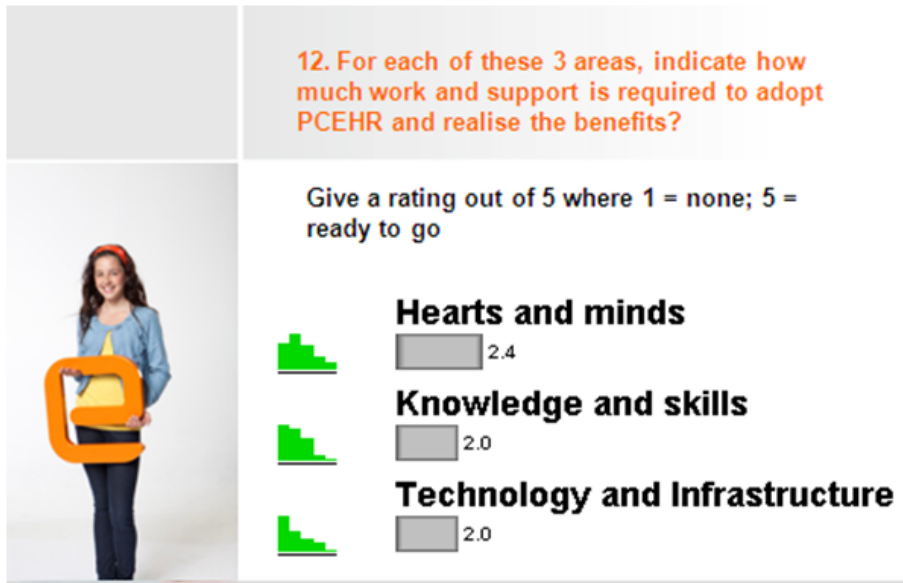 12. For each of these 3 areas, indicate how
much work and support is required to adopt
PCEHR and realise the benefits?
Give a rating out of 5 where 1 = none; 5 =
ready to go
Hearts and minds
2.4
Knowledge and skills
2.0
Technology and Infrastructure
2.0